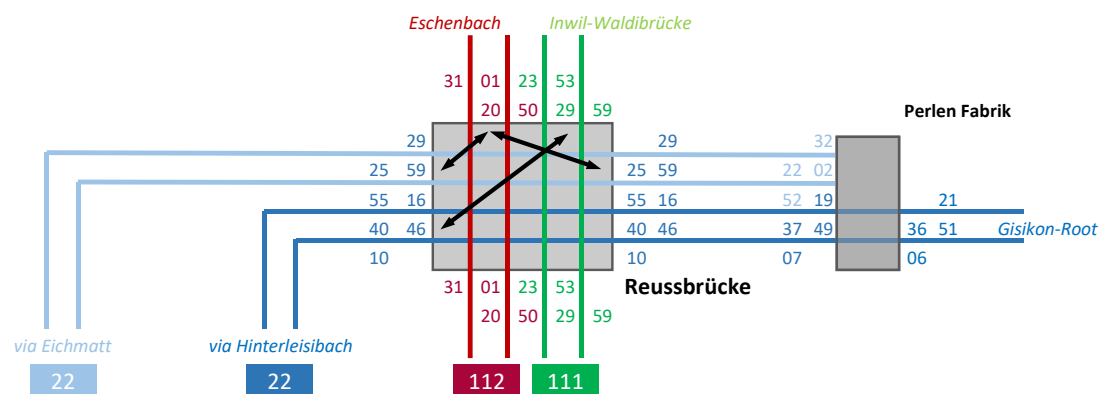 Eschenbach Inwil-Waldibrücke
31 01 23 53
20 50 29 59 Perlen Fabrik
29 29 32
25 59 25 59 22 02
55 16 55 16 52 19 21
40 46 40 46 37 49 36 51 Gisikon-Root
10 10 07 06
31 01 23 53 Reussbrücke
20 50 29 59
via Eichmatt via Hinterleisibach
22 22 112 111